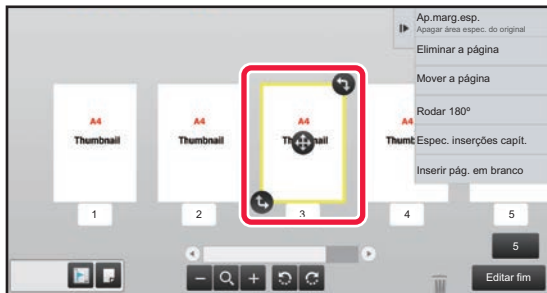 Ap.marg.esp.
Apagar área espec. do original
Eliminar a página
Mover a página
Rodar 180º
Espec. inserções capít.
Inserir pág. em branco
A4
Thumbnail
A4
Thumbnail
A4
Thumbnail
A4
1
2
3
4
5
5
Editar fim